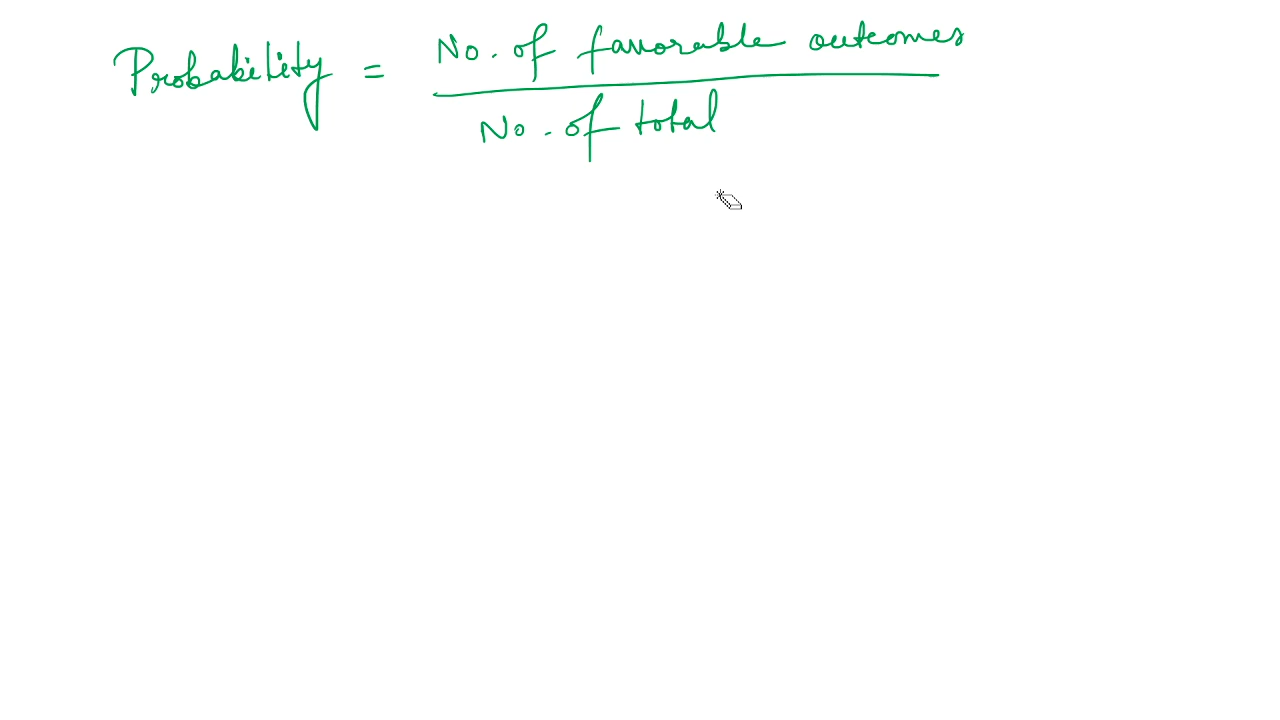 Probability = No. of favorable outcomes
No. of total